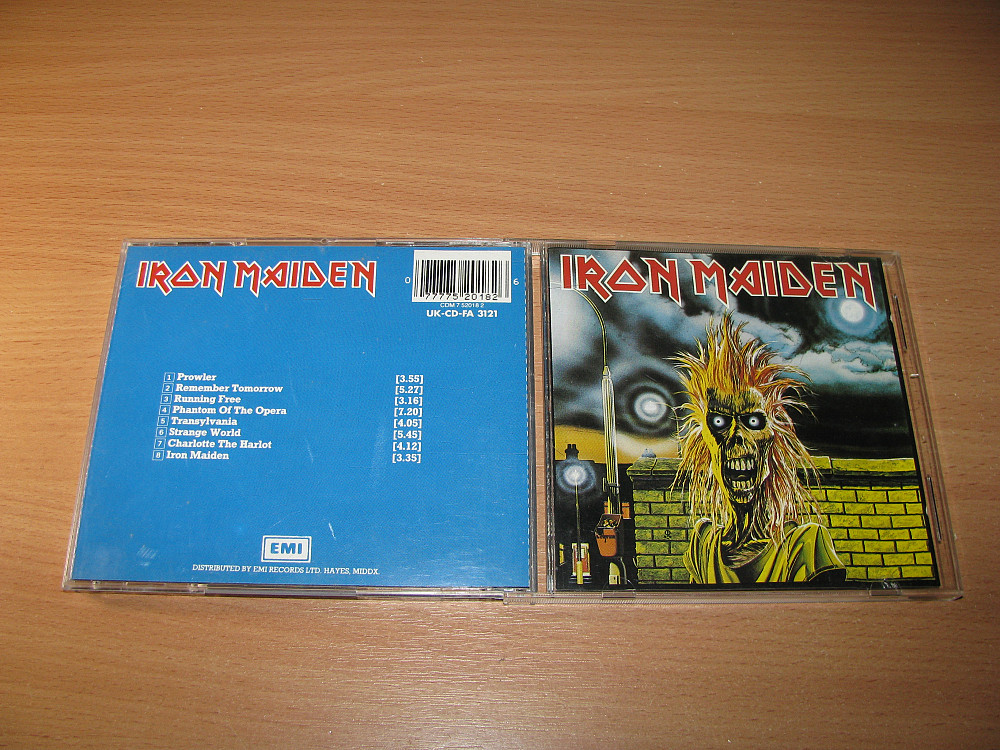 IRON MAIDEN
0 77775 20182 6
CDM 7 52018 2
UK-CD-FA 3121
1 Prowler [3.55]
2 Remember Tomorrow [5.27]
3 Running Free [3.16]
4 Phantom Of The Opera [7.20]
5 Transylvania [4.05]
6 Strange World [5.45]
7 Charlotte The Harlot [4.12]
8 Iron Maiden [3.35]
EMI
DISTRIBUTED BY EMI RECORDS LTD. HAYES, MIDDX.
IRON MAIDEN